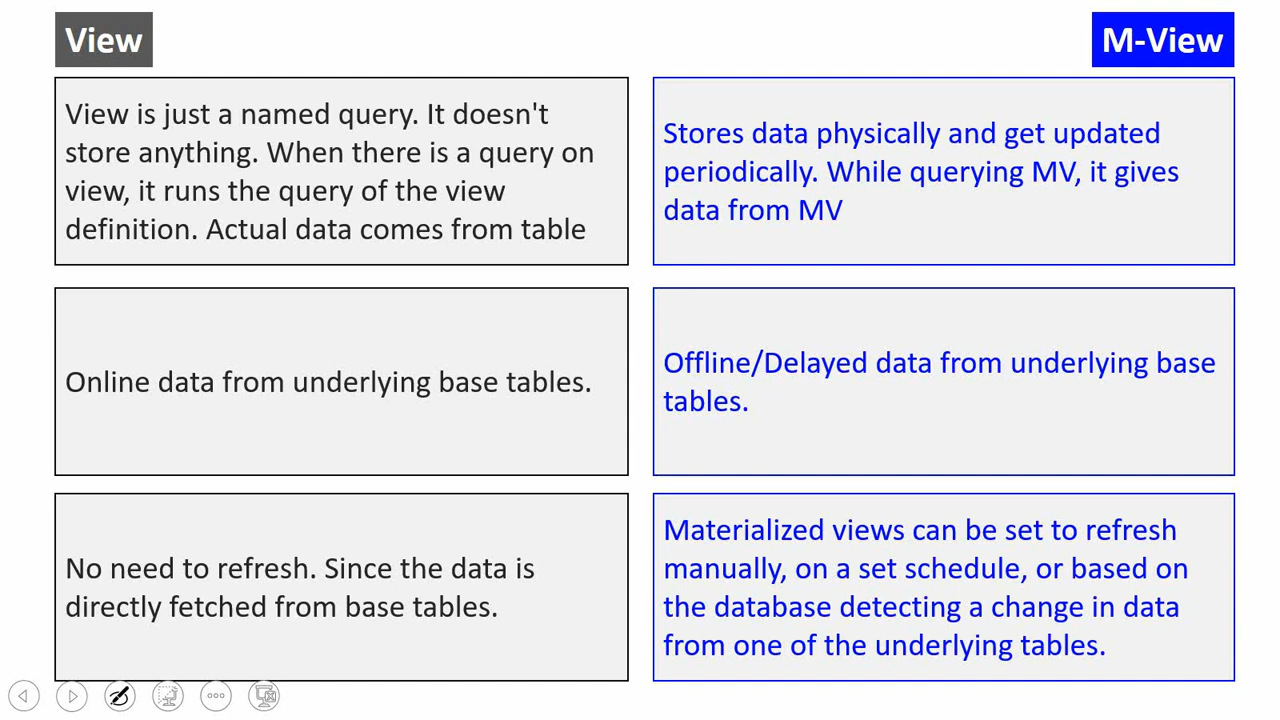 View
M-View
View is just a named query. It doesn't
store anything. When there is a query on
view, it runs the query of the view
definition. Actual data comes from table
Stores data physically and get updated
periodically. While querying MV, it gives
data from MV
Online data from underlying base tables.
Offline/Delayed data from underlying base
tables.
No need to refresh. Since the data is
directly fetched from base tables.
Materialized views can be set to refresh
manually, on a set schedule, or based on
the database detecting a change in data
from one of the underlying tables.